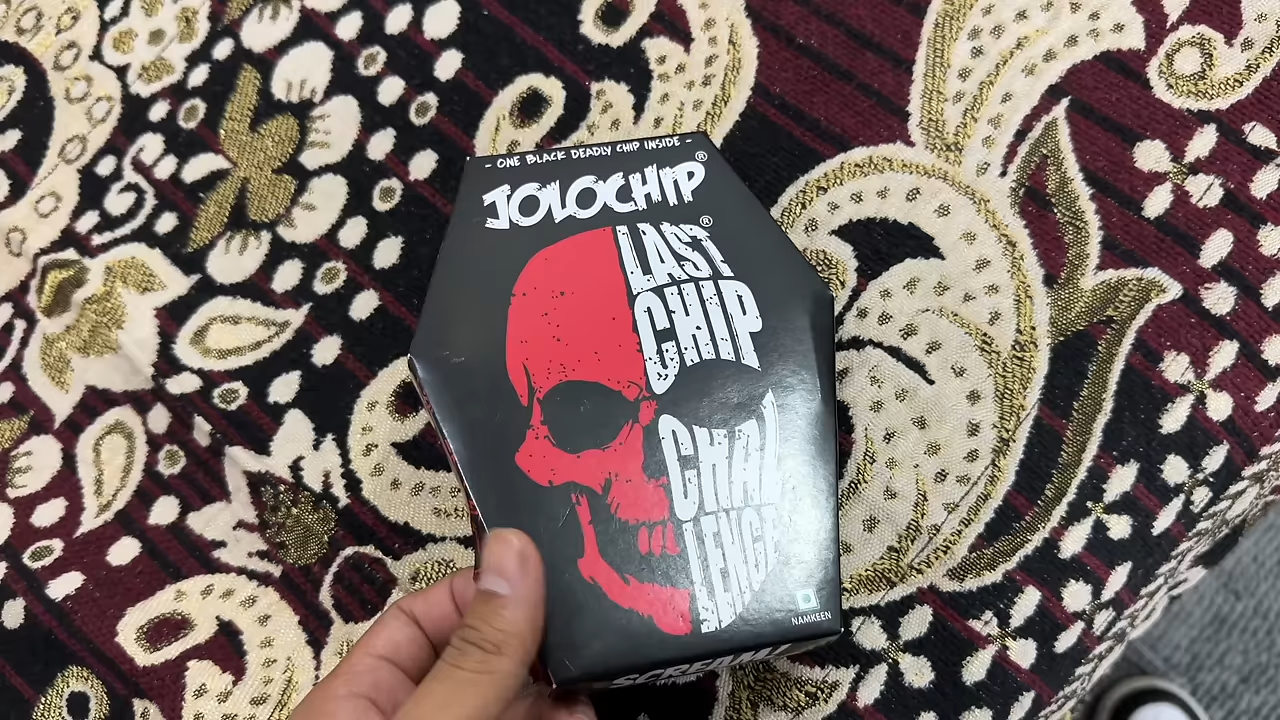 - ONE BLACK DEADLY CHIP INSIDE -
JOLOCHIP®
LAST®
CHIP
CHAL
LENGE
NAMKEEN
SCREAM!